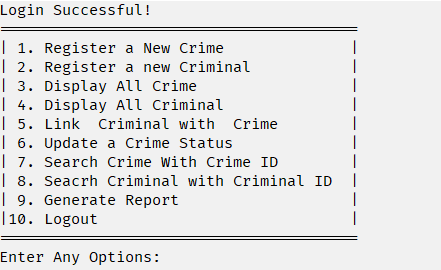 Login Successful!
==================================================
| 1. Register a New Crime |
| 2. Register a new Criminal |
| 3. Display All Crime |
| 4. Display All Criminal |
| 5. Link  Criminal with  Crime |
| 6. Update a Crime Status |
| 7. Search Crime With Crime ID |
| 8. Seacrh Criminal with Criminal ID |
| 9. Generate Report |
|10. Logout |
==================================================
Enter Any Options: